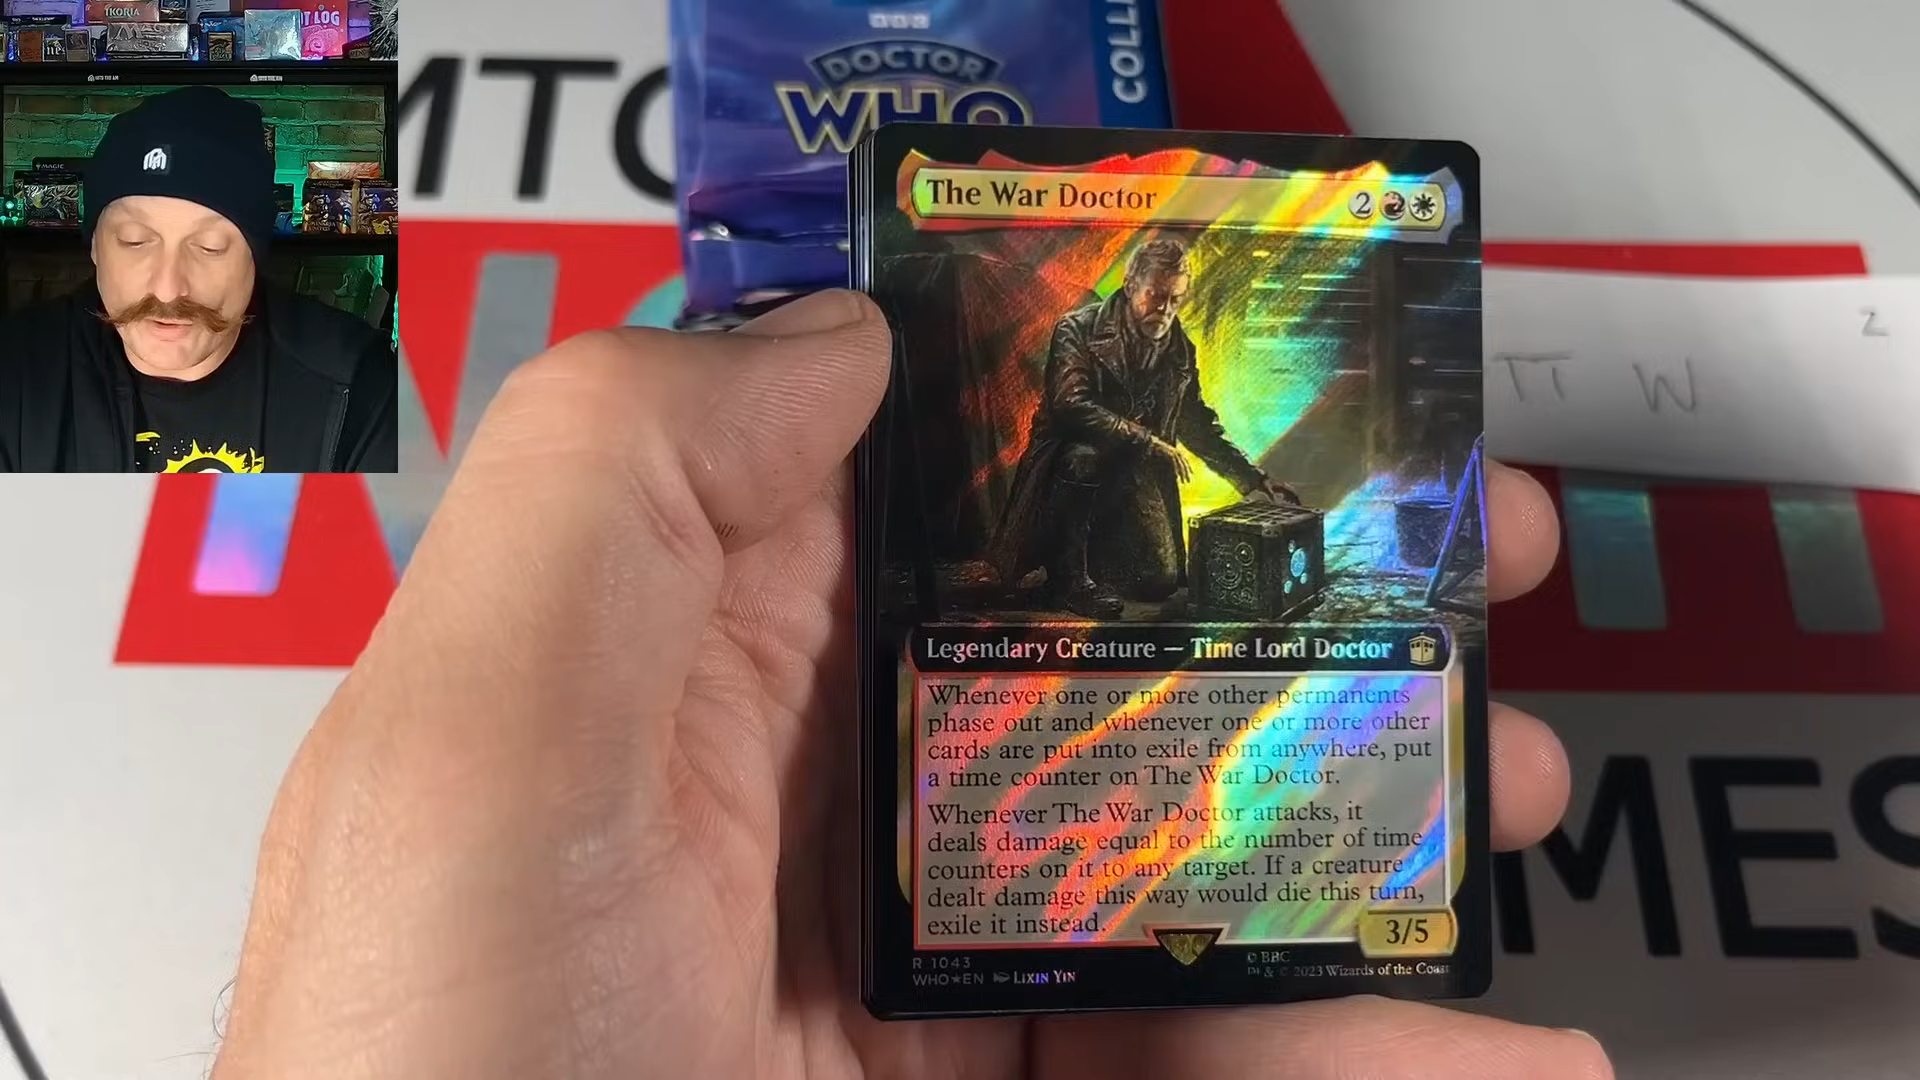 IKORIA
MAGIC
MTG
DOCTOR
WHO
COLL
The War Doctor 2
2
TT W
Legendary Creature — Time Lord Doctor
Whenever one or more other permanents
phase out and whenever one or more other
cards are put into exile from anywhere, put
a time counter on The War Doctor.
Whenever The War Doctor attacks, it
deals damage equal to the number of time
counters on it to any target. If a creature
dealt damage this way would die this turn,
exile it instead.
3/5
R 1043
WHO★EN LIXIN YIN
© BBC
™ & © 2023 Wizards of the Coast
MES